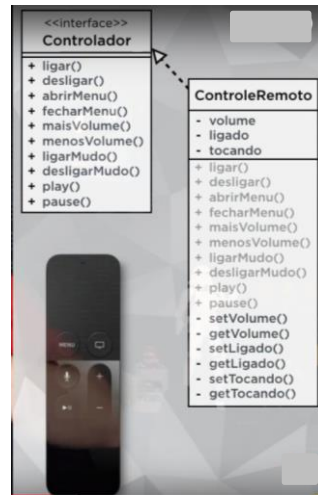 <<interface>>
Controlador
+ ligar()
+ desligar()
+ abrirMenu()
+ fecharMenu()
+ maisVolume()
+ menosVolume()
+ ligarMudo()
+ desligarMudo()
+ play()
+ pause()
ControleRemoto
- volume
- ligado
- tocando
+ ligar()
+ desligar()
+ abrirMenu()
+ fecharMenu()
+ maisVolume()
+ menosVolume()
+ ligarMudo()
+ desligarMudo()
+ play()
+ pause()
- setVolume()
- getVolume()
- setLigado()
- getLigado()
- setTocando()
- getTocando()
MENU